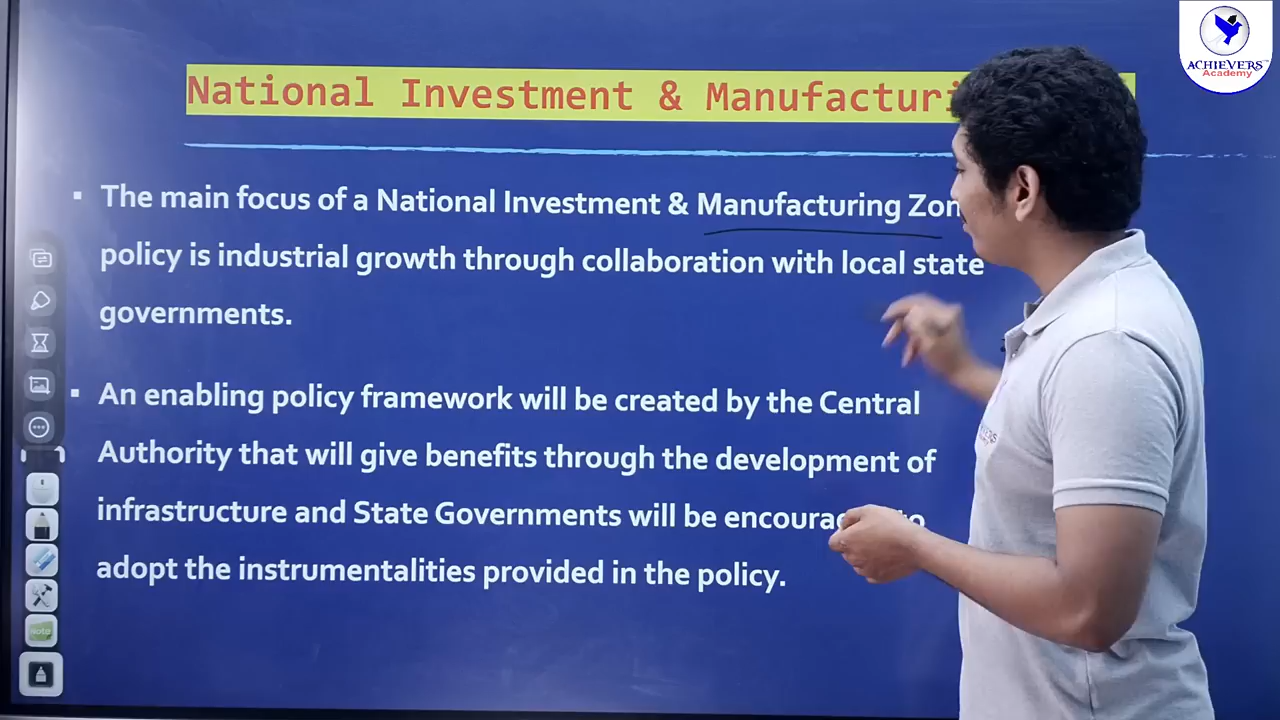 ACHIEVERS
Academy
National Investment & Manufacturi
The main focus of a National Investment & Manufacturing Zon
policy is industrial growth through collaboration with local state
governments.
An enabling policy framework will be created by the Central
Authority that will give benefits through the development of
infrastructure and State Governments will be encoura to
adopt the instrumentalities provided in the policy.